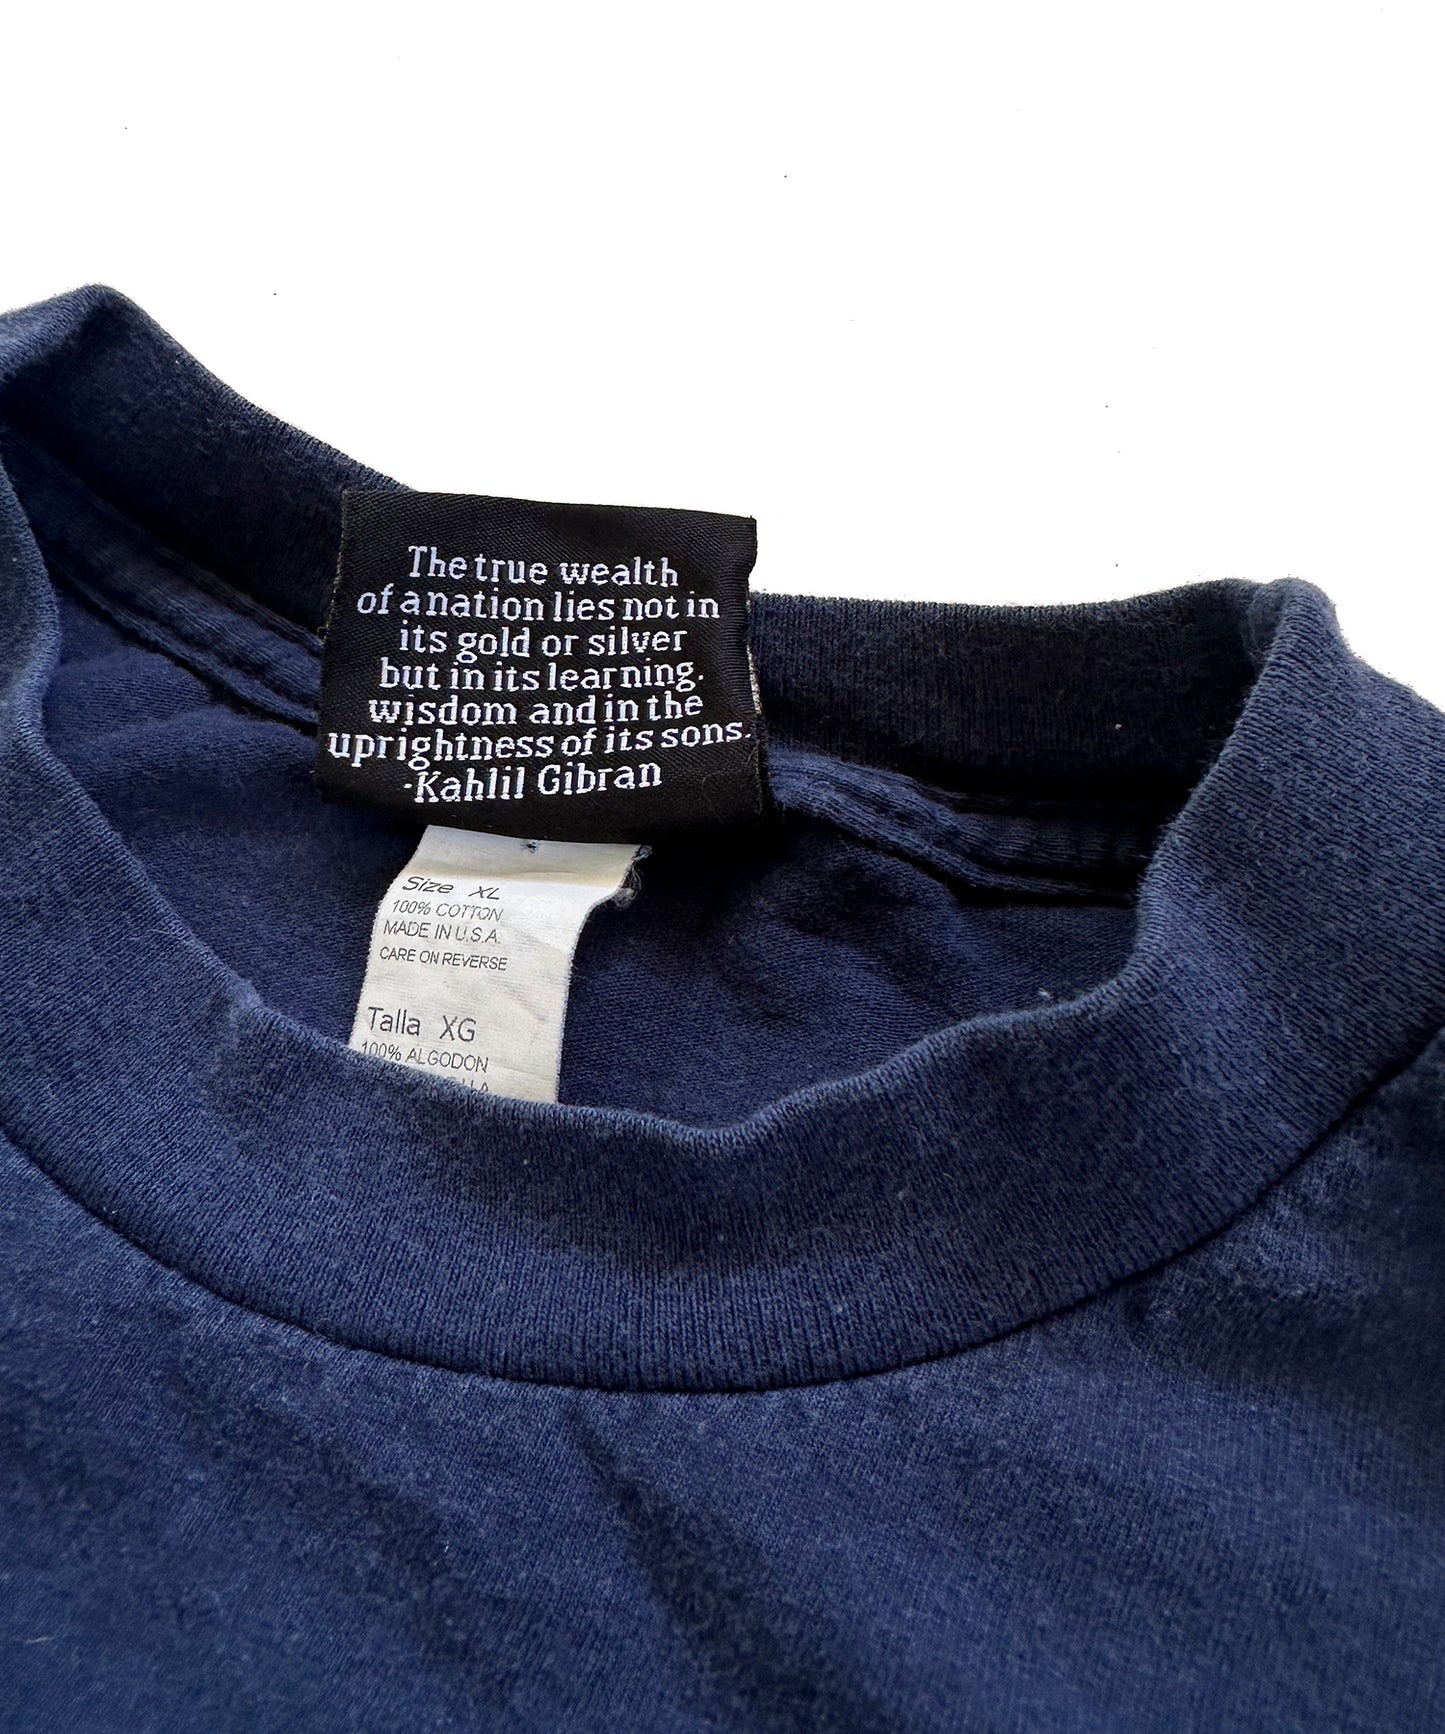 The true wealth
of a nation lies not in
its gold or silver
but in its learning.
wisdom and in the
uprightness of its sons.
-Kahlil Gibran
Size XL
100% COTTON
MADE IN U.S.A.
CARE ON REVERSE
Talla XG
100% ALGODON